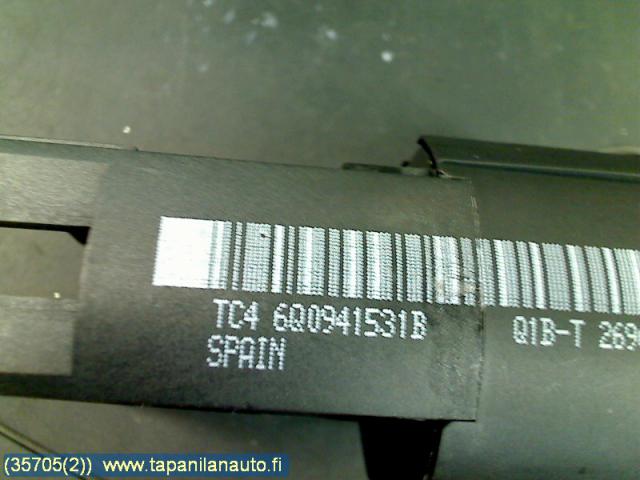 TC4 6Q0941531B
Q1B-T 269
SPAIN
(35705(2)) www.tapanilanauto.fi